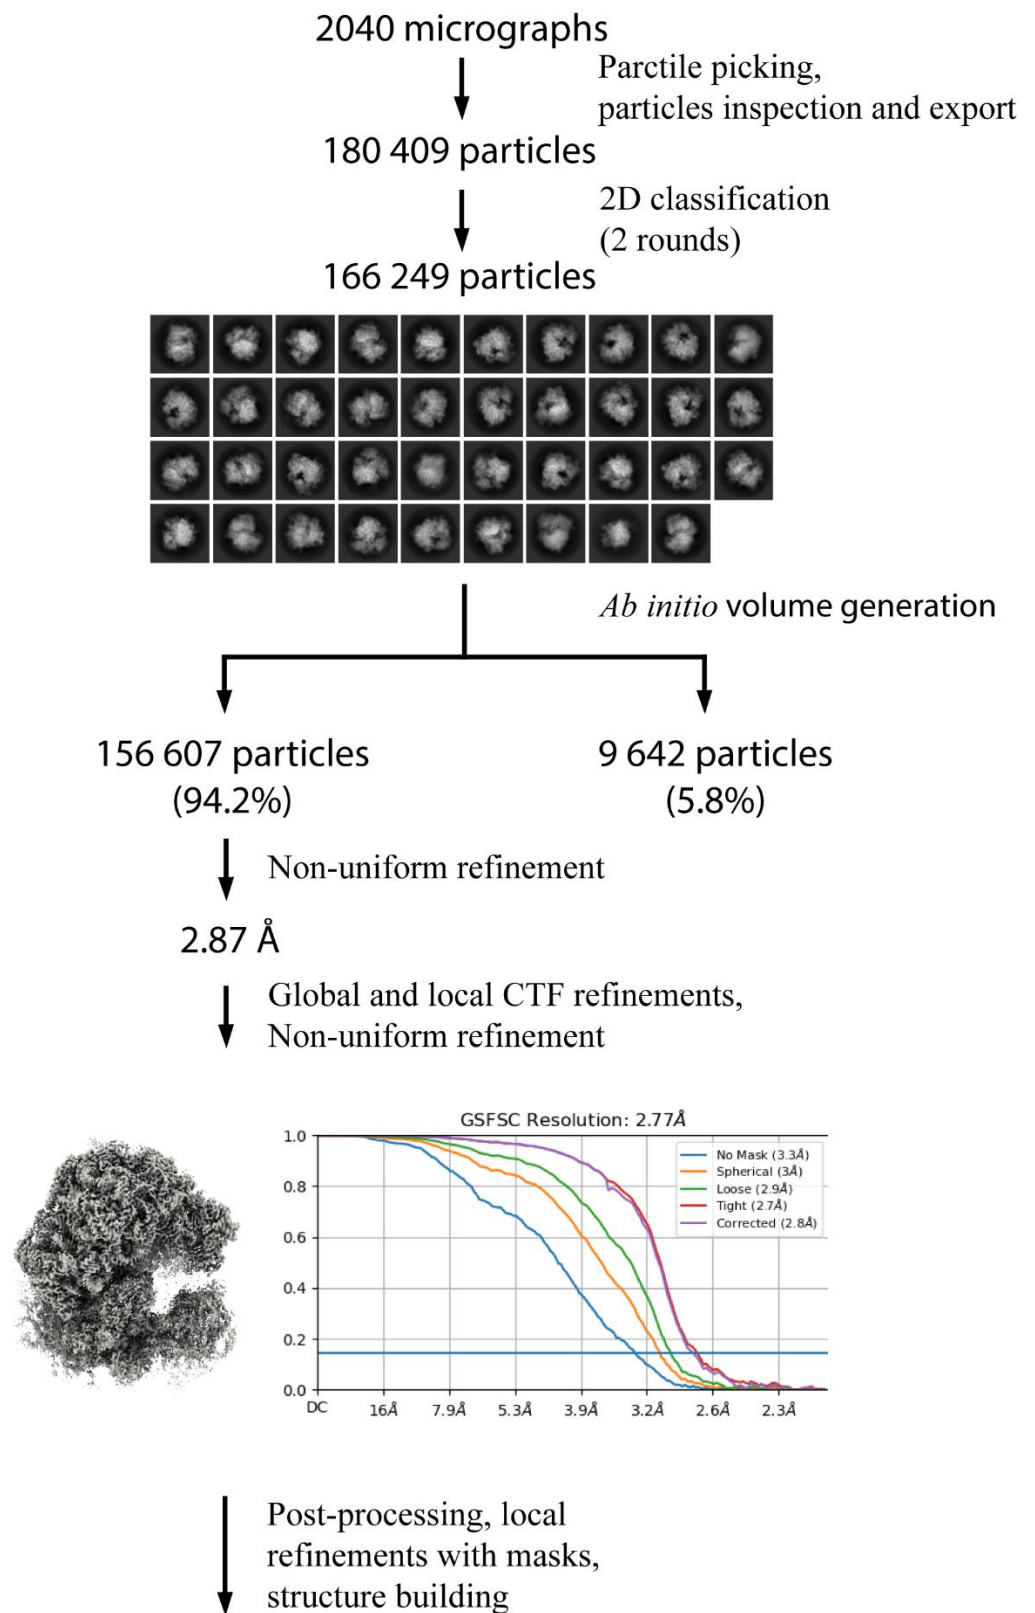 2040 micrographs
Parctile picking,
particles inspection and export
180 409 particles
2D classification
(2 rounds)
166 249 particles
Ab initio volume generation
156 607 particles
(94.2%)
9 642 particles
(5.8%)
Non-uniform refinement
2.87 Å
Global and local CTF refinements,
Non-uniform refinement
GSFSC Resolution: 2.77Å
1.0
0.8
0.6
0.4
0.2
0.0
No Mask (3.3Å)
Spherical (3Å)
Loose (2.9Å)
Tight (2.7Å)
Corrected (2.8Å)
DC 16Å 7.9Å 5.3Å 3.9Å 3.2Å 2.6Å 2.3Å
Post-processing, local
refinements with masks,
structure building